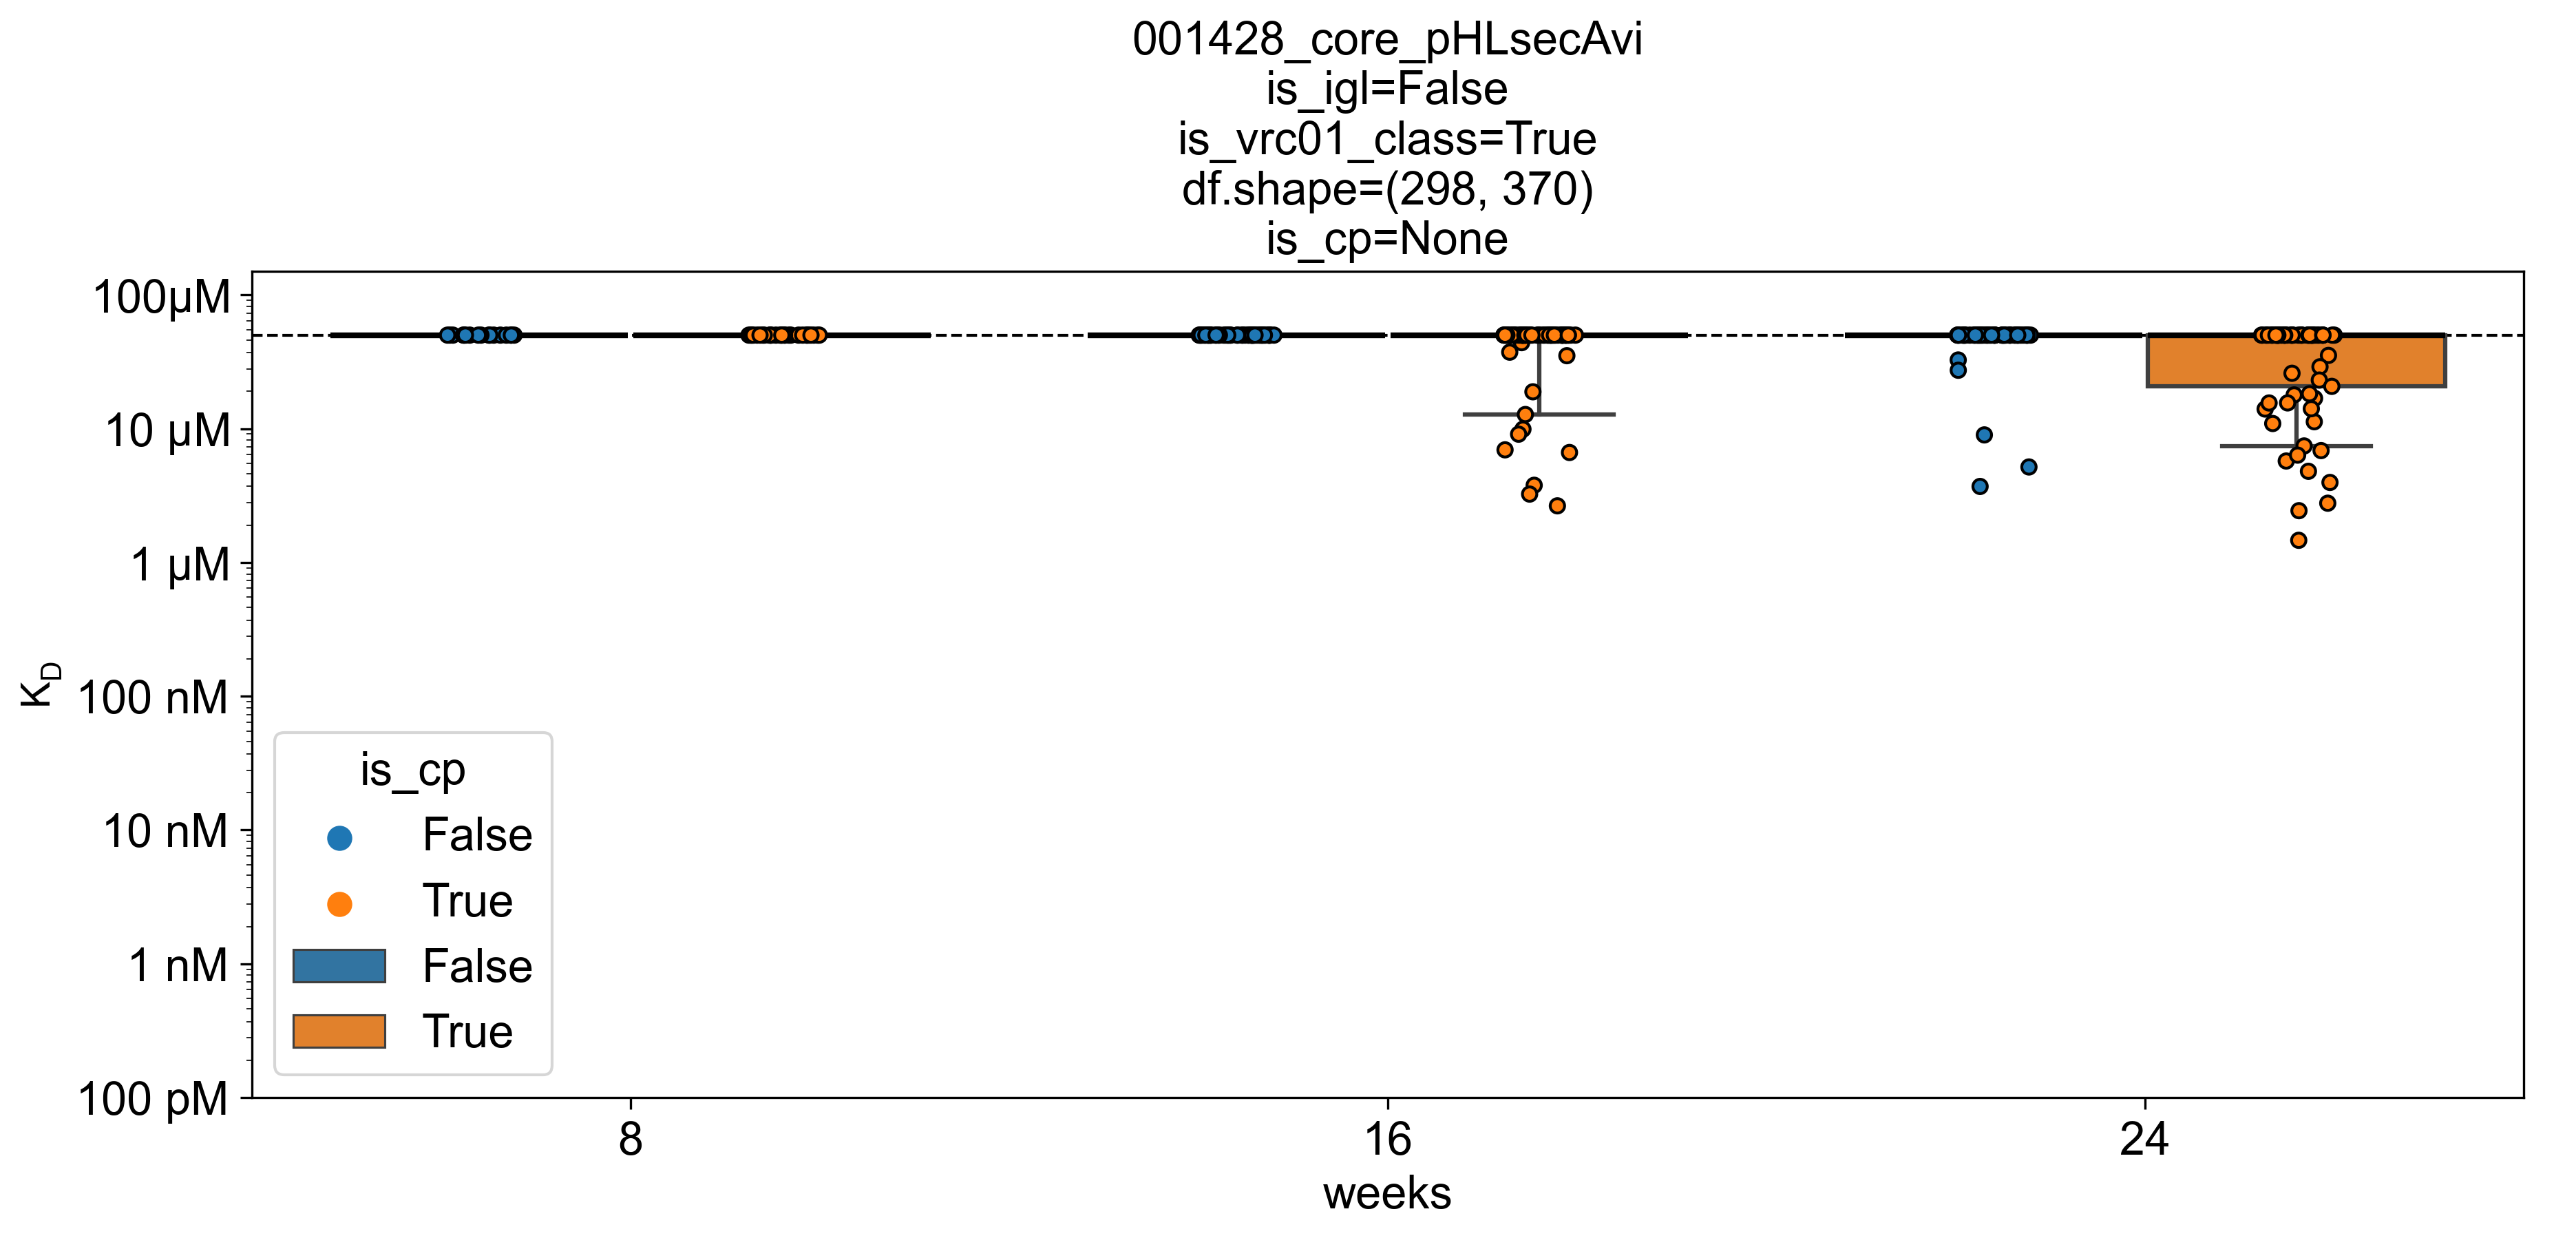 001428_core_pHLsecAvi
is_igl=False
is_vrc01_class=True
df.shape=(298, 370)
is_cp=None
100µM
10 µM
1 µM
100 nM
10 nM
1 nM
100 pM
K_D
is_cp
False
True
False
True
8
16
24
weeks